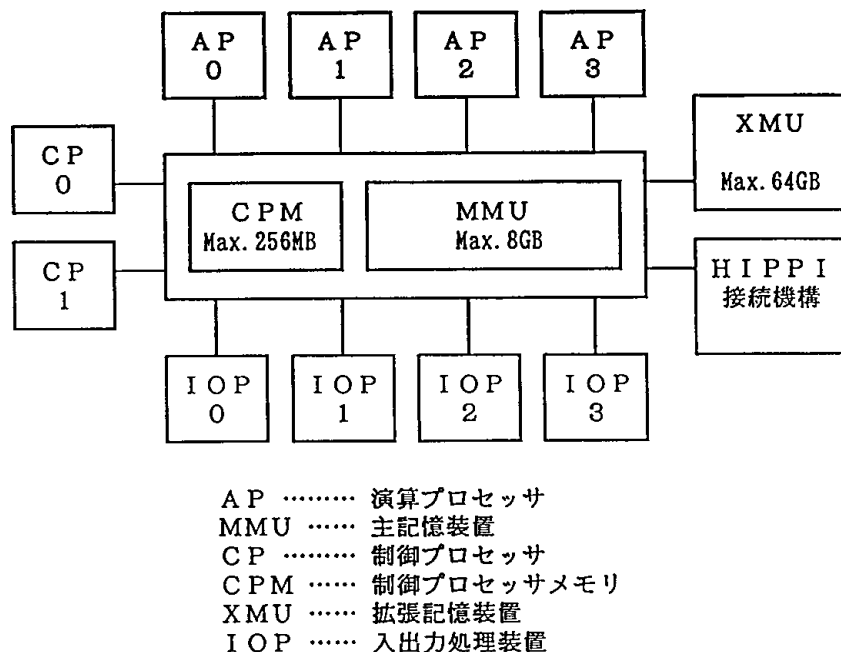 AP 0
AP 1
AP 2
AP 3
CP 0
CP 1
CPM
Max.256MB
MMU
Max.8GB
XMU
Max.64GB
HIPPI
接続機構
IOP 0
IOP 1
IOP 2
IOP 3
AP ……… 演算プロセッサ
MMU …… 主記憶装置
CP ……… 制御プロセッサ
CPM …… 制御プロセッサメモリ
XMU …… 拡張記憶装置
IOP …… 入出力処理装置